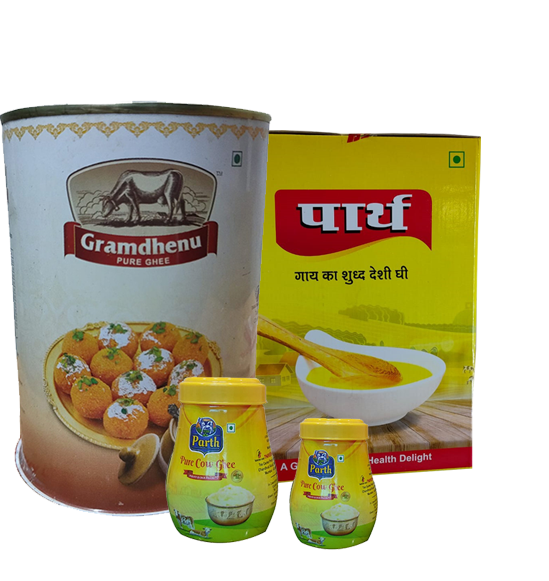 Gramdhenu
PURE GHEE
पार्थ
गाय का शुध्द देशी घी
Health Delight
Parth
Pure Cow Ghee
Parth
Pure Cow Ghee